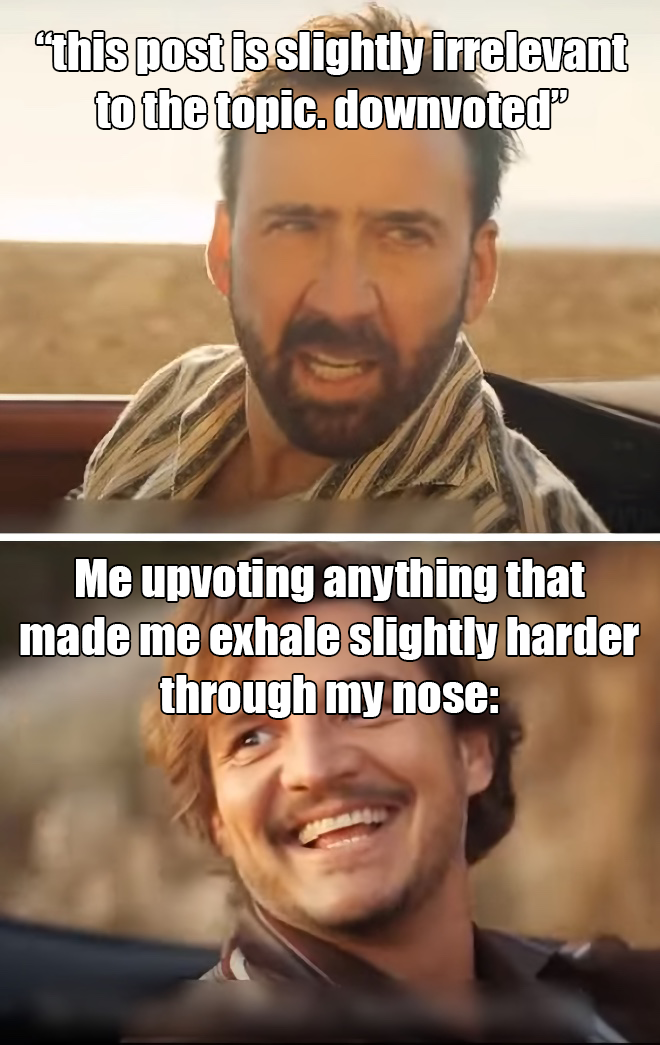 “this post is slightly irrelevant
to the topic. downvoted”
Me upvoting anything that
made me exhale slightly harder
through my nose: